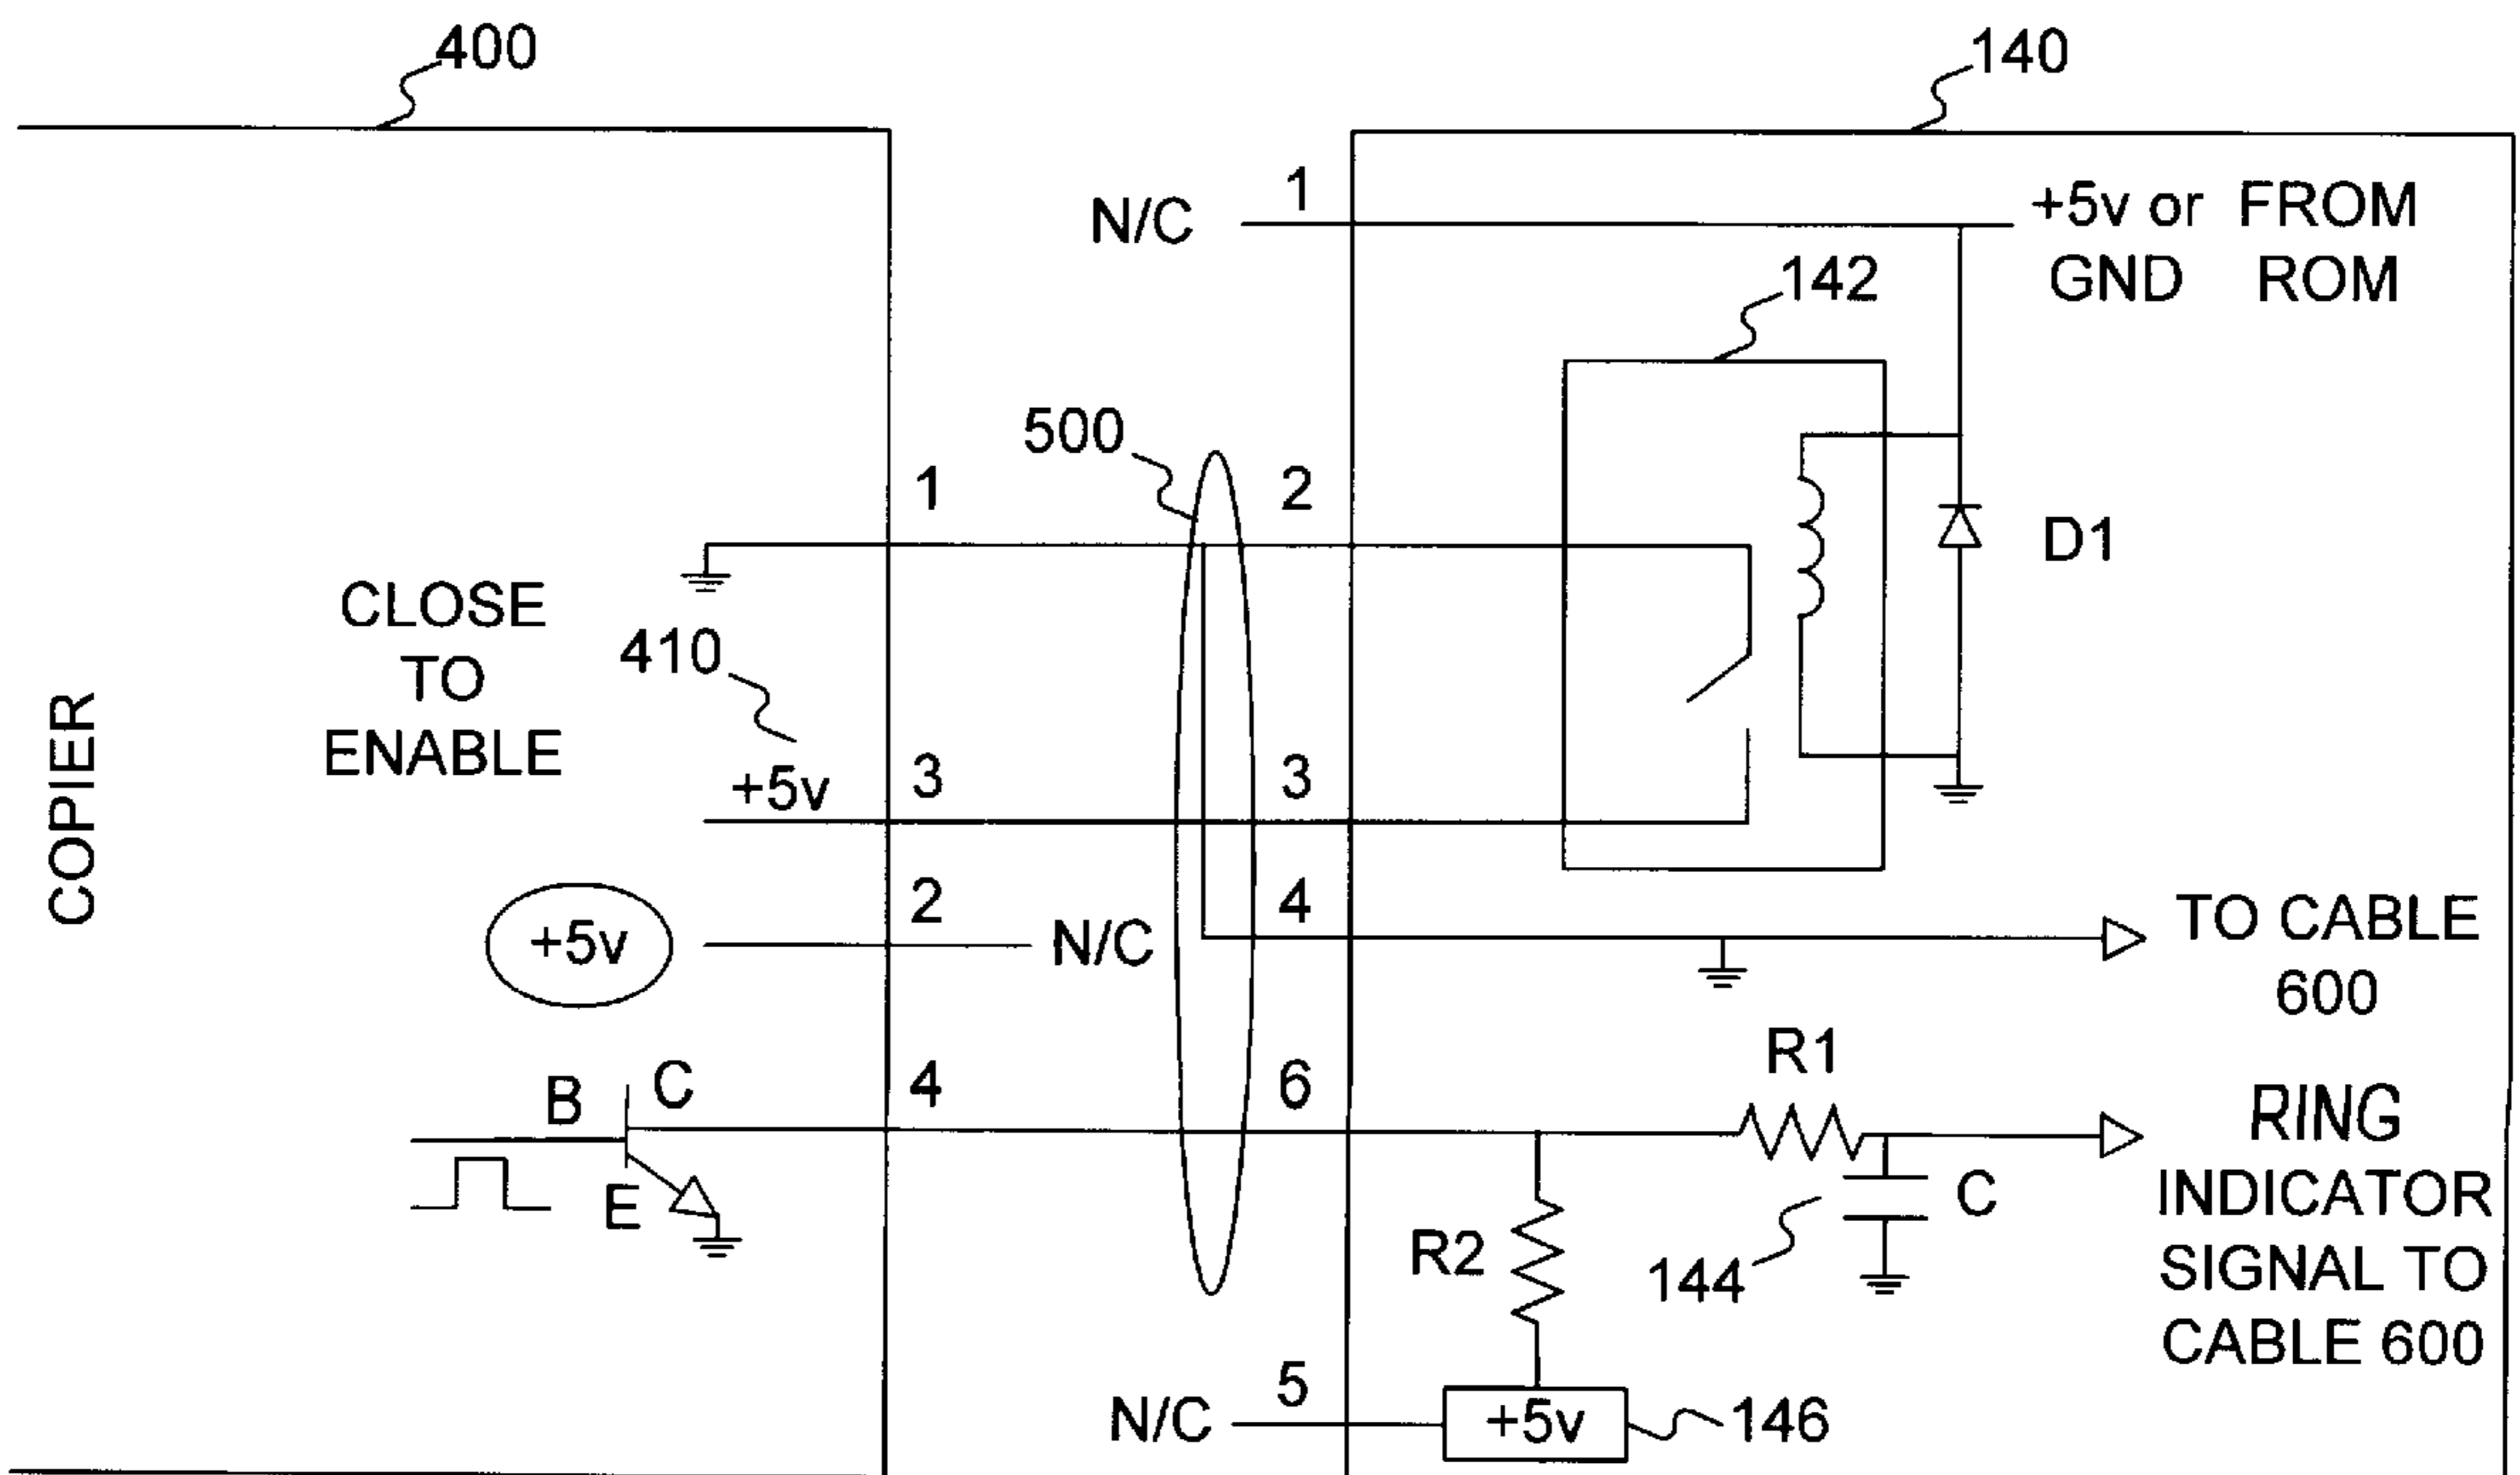 400
140
N/C
1
+5v or FROM
GND ROM
142
500
1
2
D1
CLOSE
TO
ENABLE
410
COPIER
+5v
3
3
+5v
2
N/C
4
TO CABLE
600
B
C
E
4
6
R1
RING
INDICATOR
SIGNAL TO
CABLE 600
R2
144
C
N/C
5
+5v
146